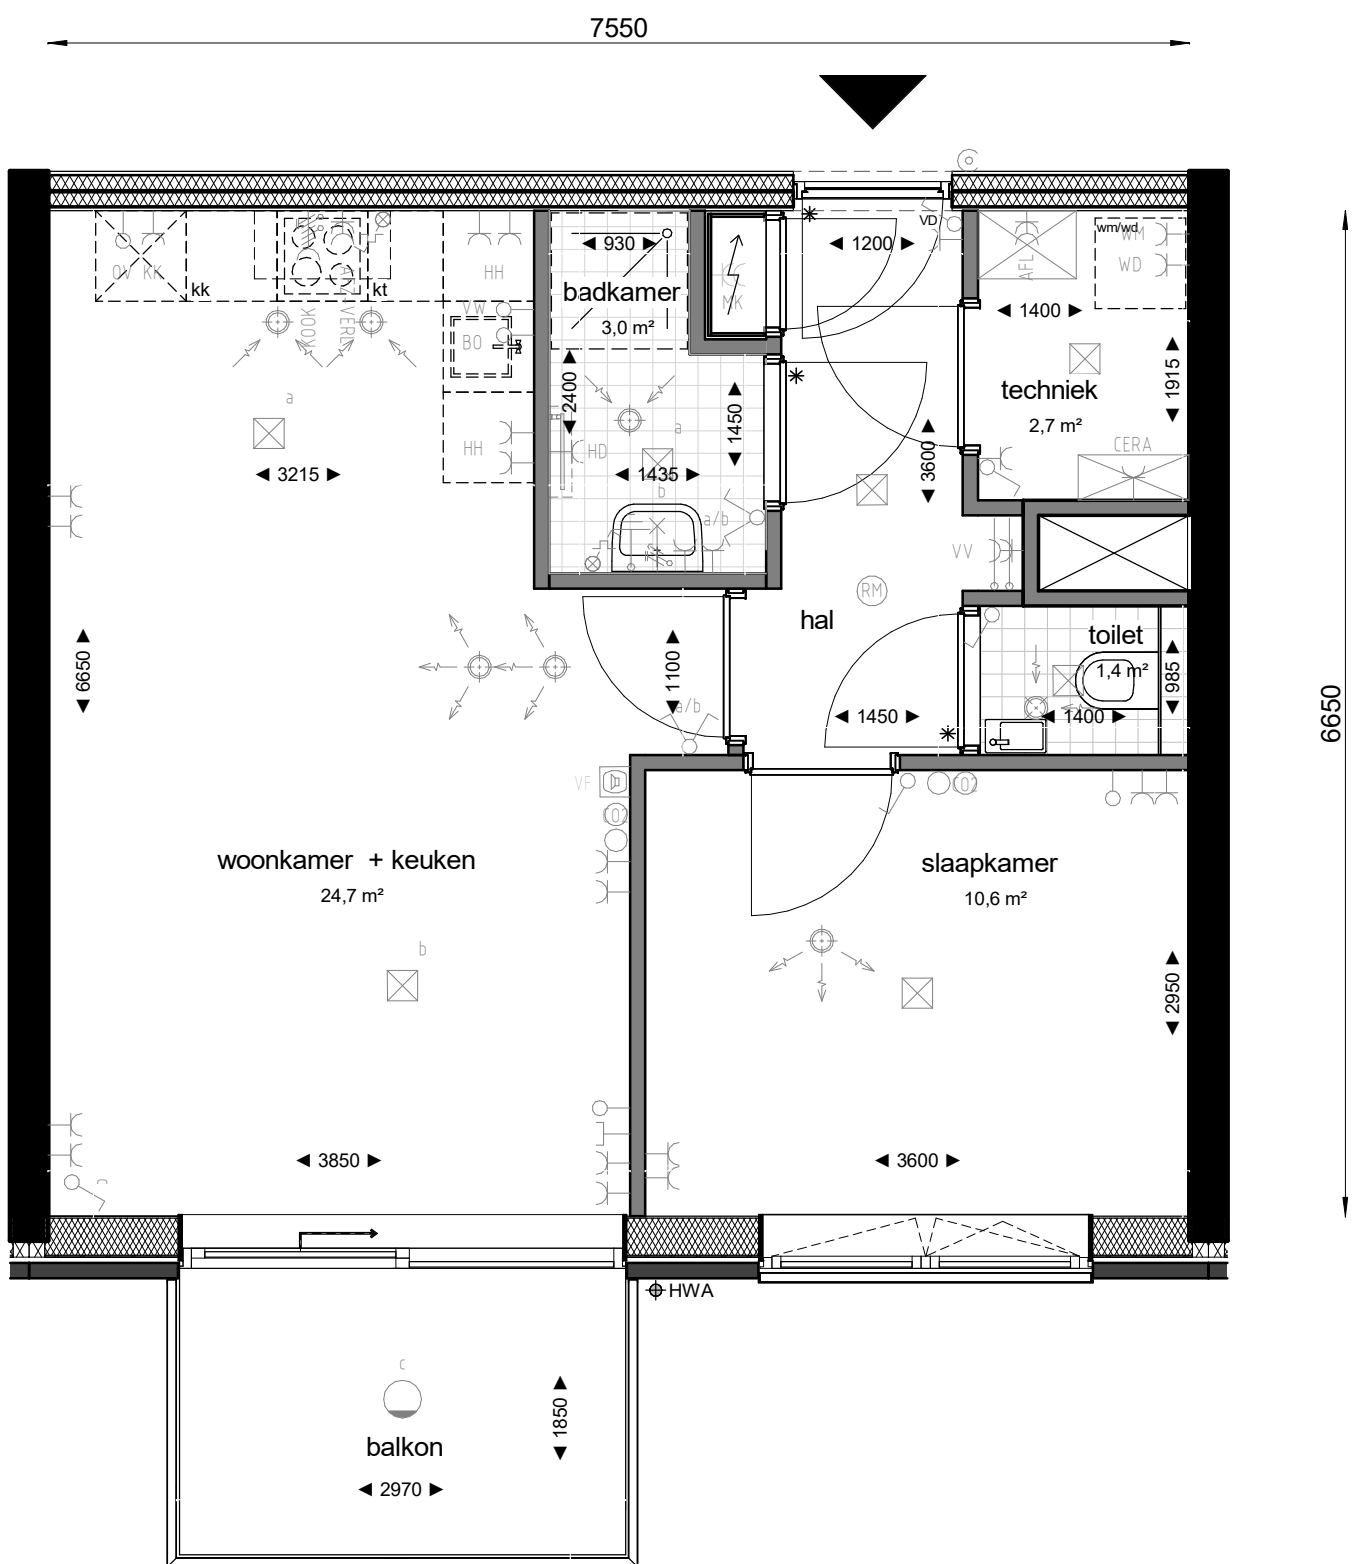 7550
VD
wm/wd
WM
WD
AFL
930
1200
1400
OV KK
kk
kt
KOOK
HH
VW
BO
MK
badkamer
3,0 m²
2400
1450
1435
HD
HH
a
a
b
a/b
3215
3600
techniek
2,7 m²
1915
CERA
VV
RM
hal
toilet
1,4 m²
985
1400
1450
1100
a/b
6650
6650
VF
CO2
CO2
woonkamer + keuken
24,7 m²
slaapkamer
10,6 m²
b
2950
3850
3600
HWA
c
balkon
1850
2970